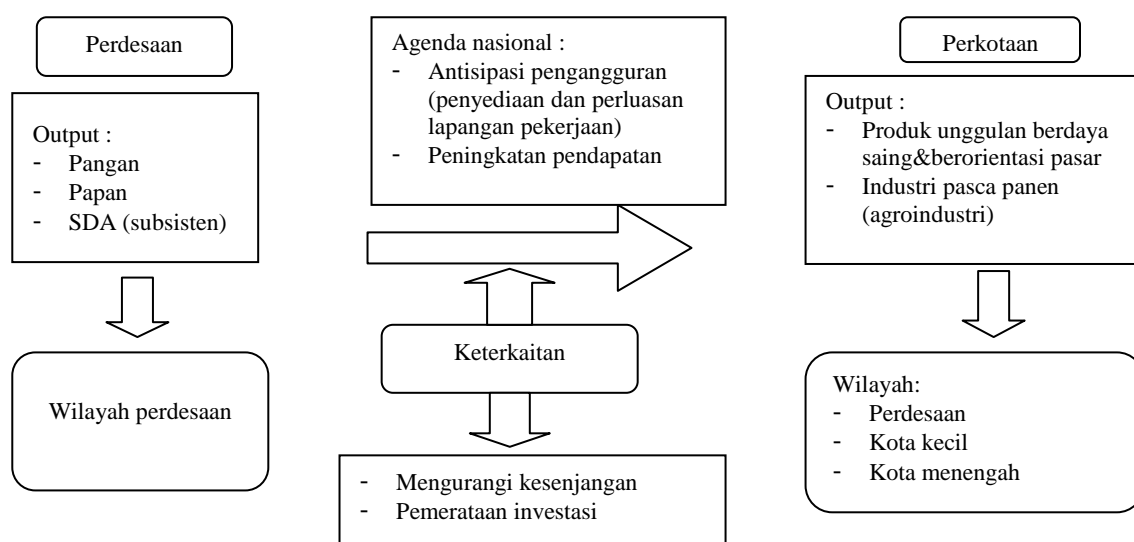 Perdesaan
Output :
- Pangan
- Papan
- SDA (subsisten)
Wilayah perdesaan
Agenda nasional :
- Antisipasi pengangguran
(penyediaan dan perluasan
lapangan pekerjaan)
- Peningkatan pendapatan
Keterkaitan
- Mengurangi kesenjangan
- Pemerataan investasi
Perkotaan
Output :
- Produk unggulan berdaya
saing&berorientasi pasar
- Industri pasca panen
(agroindustri)
Wilayah:
- Perdesaan
- Kota kecil
- Kota menengah